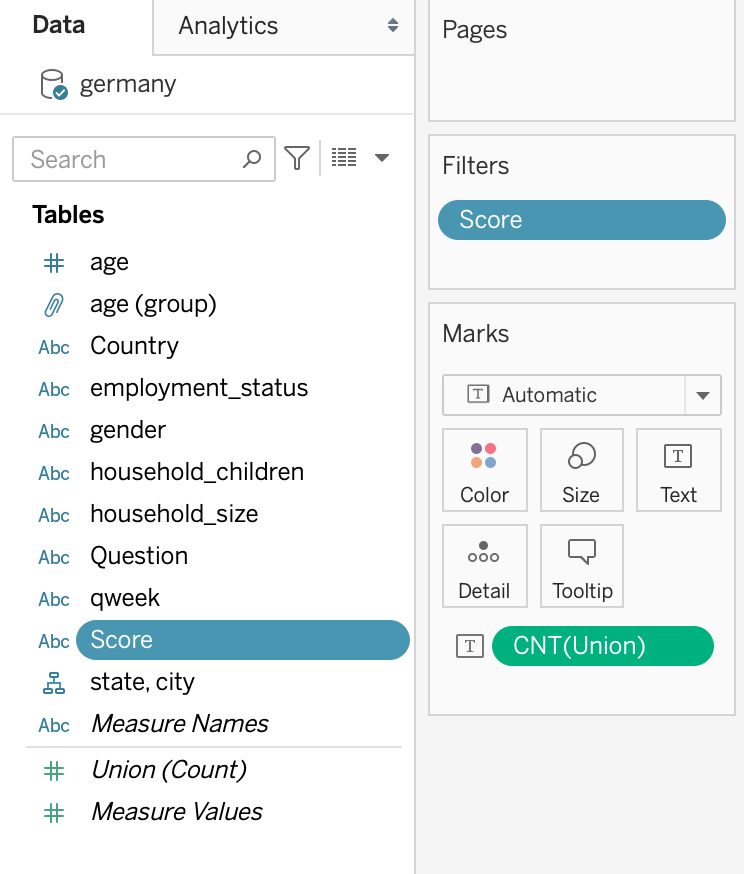 Data
Analytics
germany
Search
Tables
age
age (group)
Abc Country
Abc employment_status
Abc gender
Abc household_children
Abc household_size
Abc Question
Abc qweek
Abc Score
state, city
Abc Measure Names
Union (Count)
Measure Values
Pages
Filters
Score
Marks
T Automatic
Color
Size
T Text
Detail
Tooltip
T CNT(Union)